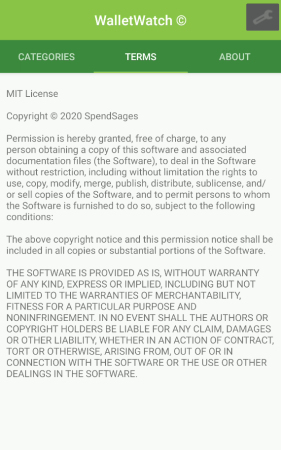 WalletWatch ©
CATEGORIES TERMS ABOUT
MIT License
Copyright © 2020 SpendSages
Permission is hereby granted, free of charge, to any
person obtaining a copy of this software and associated
documentation files (the Software), to deal in the Software
without restriction, including without limitation the rights to
use, copy, modify, merge, publish, distribute, sublicense, and/
or sell copies of the Software, and to permit persons to whom
the Software is furnished to do so, subject to the following
conditions:
The above copyright notice and this permission notice shall be
included in all copies or substantial portions of the Software.
THE SOFTWARE IS PROVIDED AS IS, WITHOUT WARRANTY
OF ANY KIND, EXPRESS OR IMPLIED, INCLUDING BUT NOT
LIMITED TO THE WARRANTIES OF MERCHANTABILITY,
FITNESS FOR A PARTICULAR PURPOSE AND
NONINFRINGEMENT. IN NO EVENT SHALL THE AUTHORS OR
COPYRIGHT HOLDERS BE LIABLE FOR ANY CLAIM, DAMAGES
OR OTHER LIABILITY, WHETHER IN AN ACTION OF CONTRACT,
TORT OR OTHERWISE, ARISING FROM, OUT OF OR IN
CONNECTION WITH THE SOFTWARE OR THE USE OR OTHER
DEALINGS IN THE SOFTWARE.